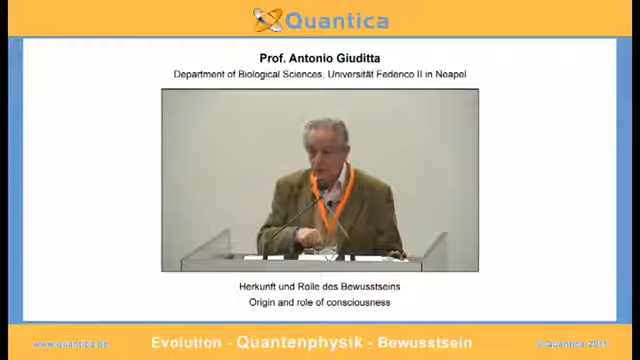 Quantica
Prof. Antonio Giuditta
Department of Biological Sciences, Universität Federico II in Neapel
Herkunft und Rolle des Bewusstseins
Origin and role of consciousness
www.quantica.de
Evolution - Quantenphysik - Bewusstsein
© Quantica 2011